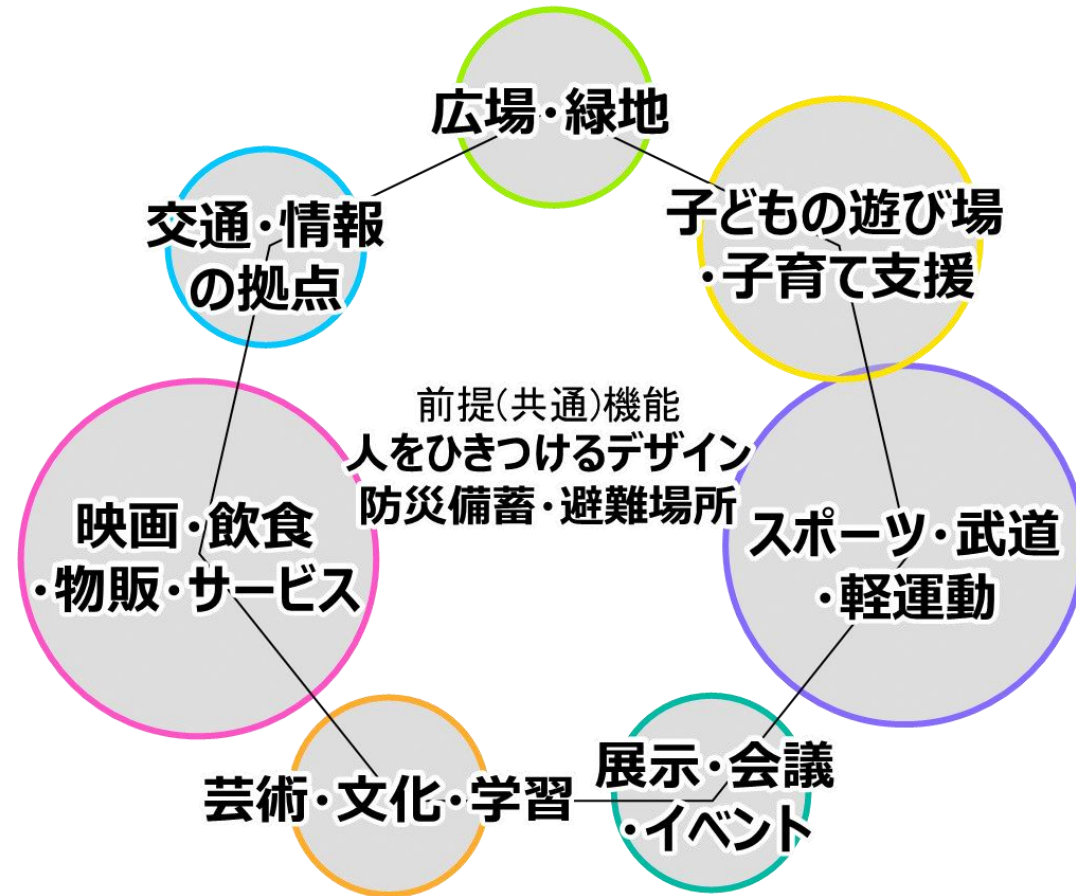 広場・緑地
子どもの遊び場
・子育て支援
交通・情報
の拠点
前提(共通)機能
人をひきつけるデザイン
防災備蓄・避難場所
映画・飲食
・物販・サービス
スポーツ・武道
・軽運動
芸術・文化・学習
展示・会議
・イベント